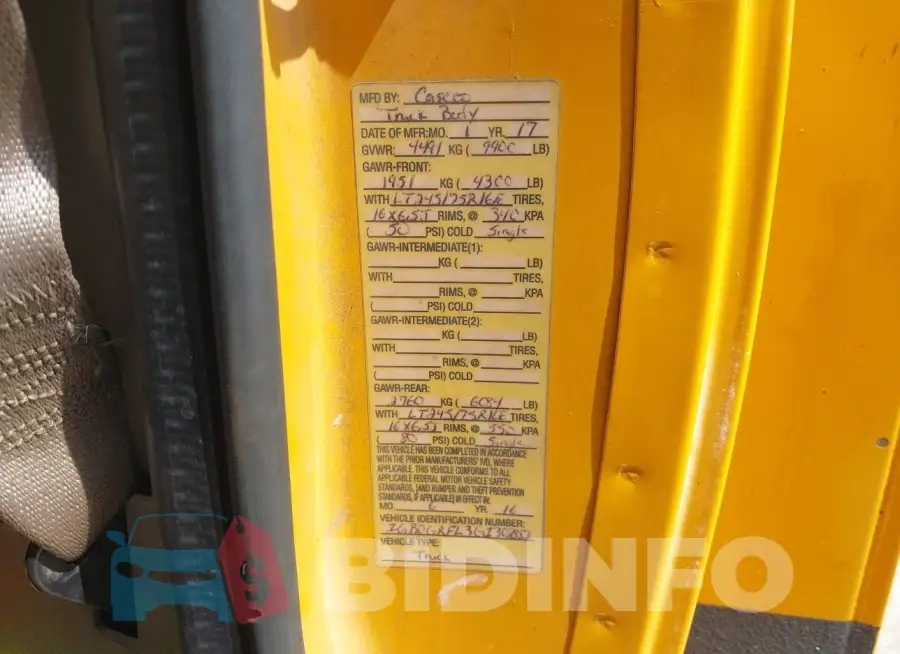 MFD BY:
Truck Body
DATE OF MFR:MO. 1 YR. 17
GVWR: 4491 KG ( 9900 LB)
GAWR-FRONT:
1951 KG ( 4300 LB)
WITH LT245/75R16E TIRES,
16X6.5J RIMS, @ 340 KPA
( 50 PSI) COLD Single
GAWR-INTERMEDIATE(1):
KG ( LB)
WITH TIRES,
RIMS, @ KPA
( PSI) COLD
GAWR-INTERMEDIATE(2):
KG ( LB)
WITH TIRES,
RIMS, @ KPA
( PSI) COLD
GAWR-REAR:
2760 KG ( 6084 LB)
WITH LT245/75R16E TIRES,
16X6.5J RIMS, @ 550 KPA
( 80 PSI) COLD Single
THIS VEHICLE HAS BEEN COMPLETED IN ACCORDANCE
WITH THE PRIOR MANUFACTURERS' IVD, WHERE
APPLICABLE. THIS VEHICLE CONFORMS TO ALL
APPLICABLE FEDERAL MOTOR VEHICLE SAFETY
STANDARDS, [AND BUMPER AND THEFT PREVENTION
STANDARDS, IF APPLICABLE] IN EFFECT IN:
MO. 6 YR. 16
VEHICLE IDENTIFICATION NUMBER:
VEHICLE TYPE:
Truck
BIDINFO